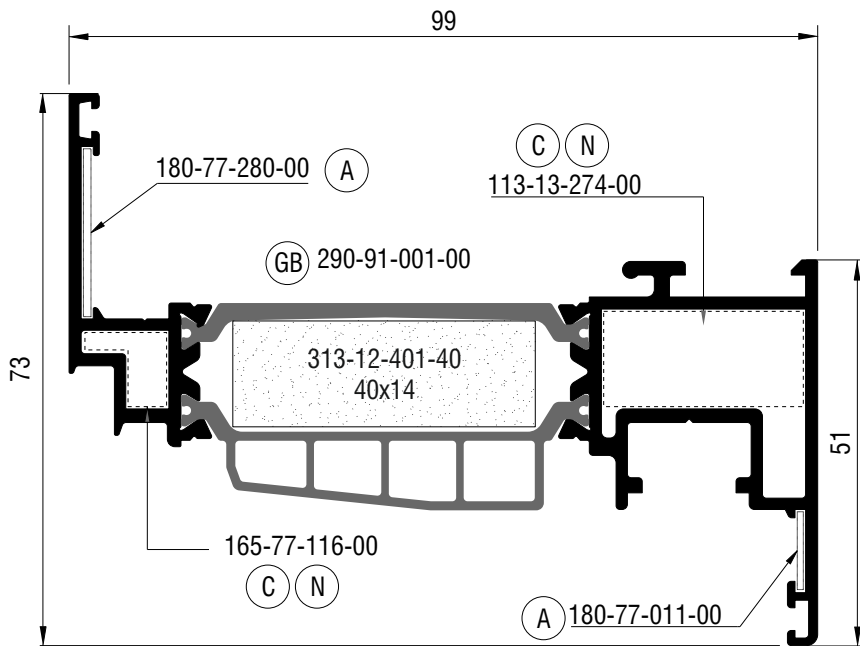 99
C N
180-77-280-00 A
113-13-274-00
GB 290-91-001-00
313-12-401-40
40x14
73
51
165-77-116-00
C N
A 180-77-011-00